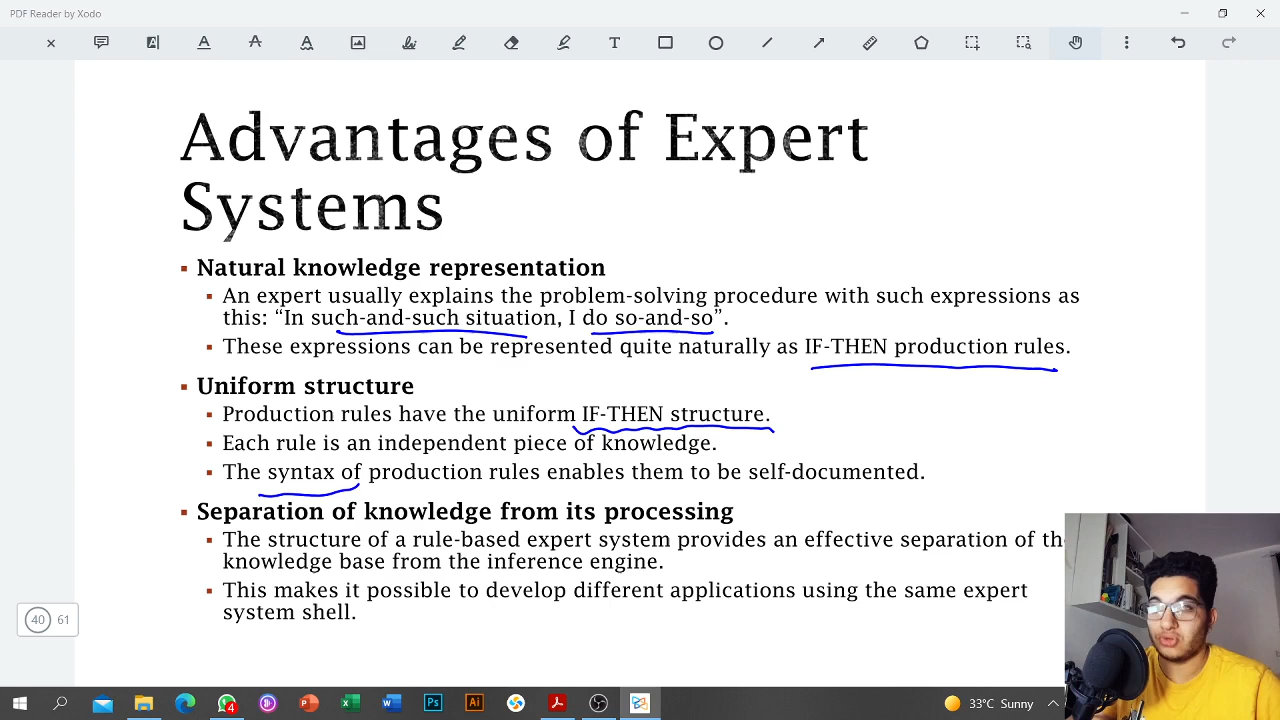 PDF Reader by Xodo
Advantages of Expert
Systems
▪ Natural knowledge representation
▪ An expert usually explains the problem-solving procedure with such expressions as
this: “In such-and-such situation, I do so-and-so”.
▪ These expressions can be represented quite naturally as IF-THEN production rules.
▪ Uniform structure
▪ Production rules have the uniform IF-THEN structure.
▪ Each rule is an independent piece of knowledge.
▪ The syntax of production rules enables them to be self-documented.
▪ Separation of knowledge from its processing
▪ The structure of a rule-based expert system provides an effective separation of th
knowledge base from the inference engine.
▪ This makes it possible to develop different applications using the same expert
system shell.
40 61
4 Ps Ai 33°C Sunny